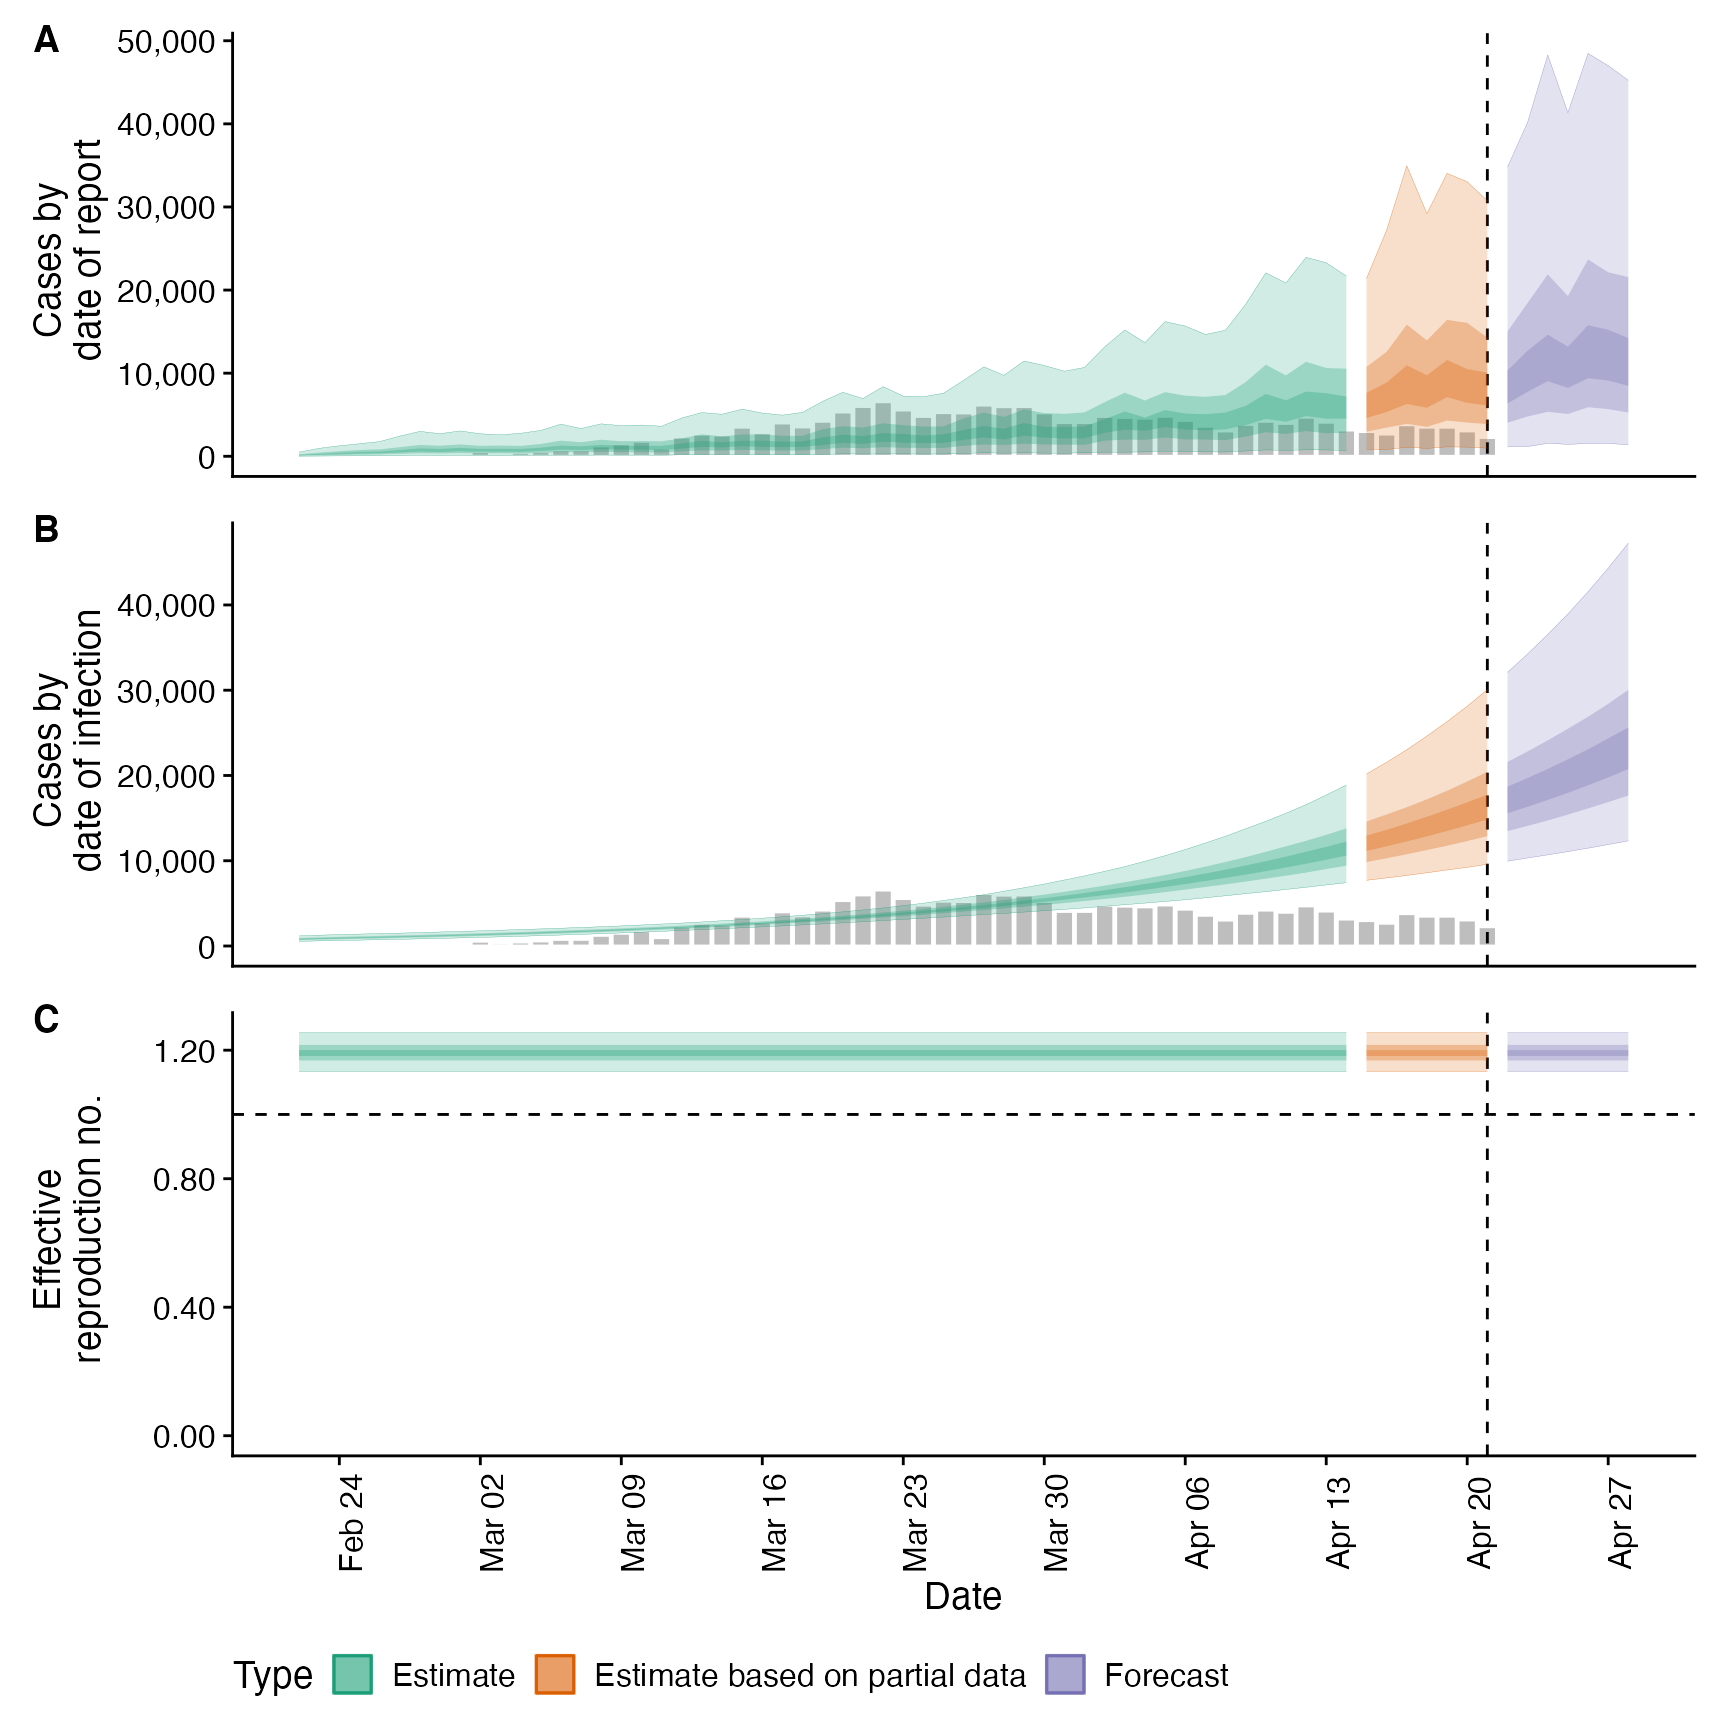 A
50,000
40,000
30,000
20,000
10,000
0
Cases by
date of report
B
40,000
30,000
20,000
10,000
0
Cases by
date of infection
C
1.20
0.80
0.40
0.00
Effective
reproduction no.
Feb 24
Mar 02
Mar 09
Mar 16
Mar 23
Mar 30
Apr 06
Apr 13
Apr 20
Apr 27
Date
Type Estimate Estimate based on partial data Forecast